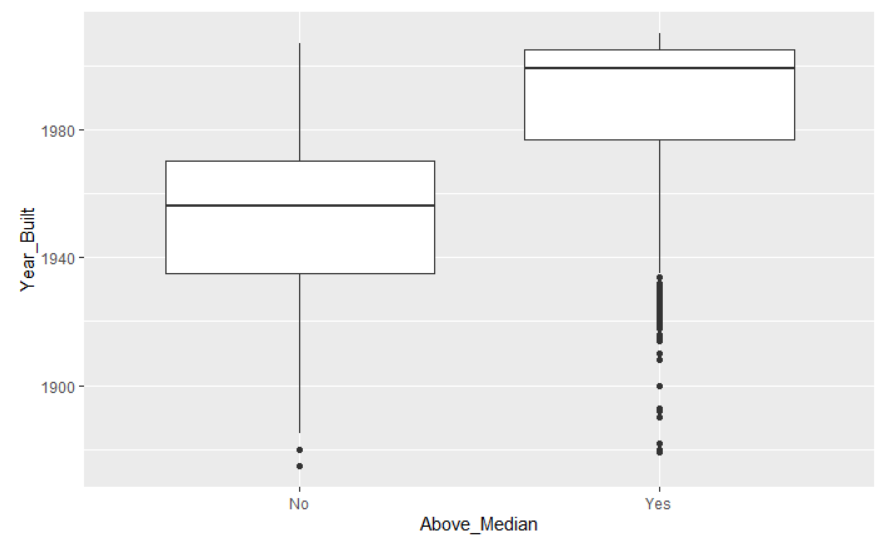 Year_Built
1980
1940
1900
No
Yes
Above_Median